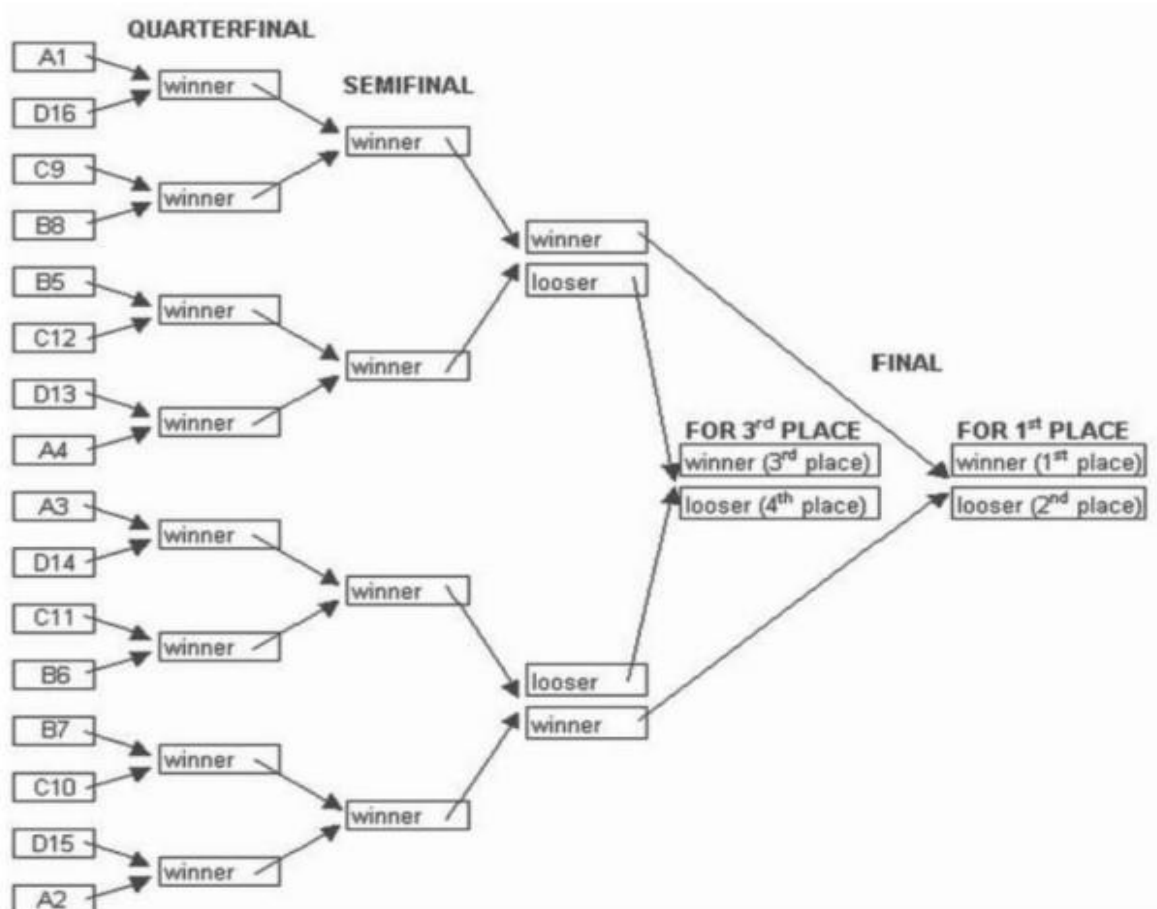 QUARTERFINAL
SEMIFINAL
FINAL
A1
D16
C9
B8
B5
C12
D13
A4
A3
D14
C11
B6
B7
C10
D15
A2
winner
winner
winner
winner
winner
winner
winner
winner
winner
winner
winner
winner
winner
looser
looser
winner
FOR 3rd PLACE
winner (3rd place)
looser (4th place)
FOR 1st PLACE
winner (1st place)
looser (2nd place)